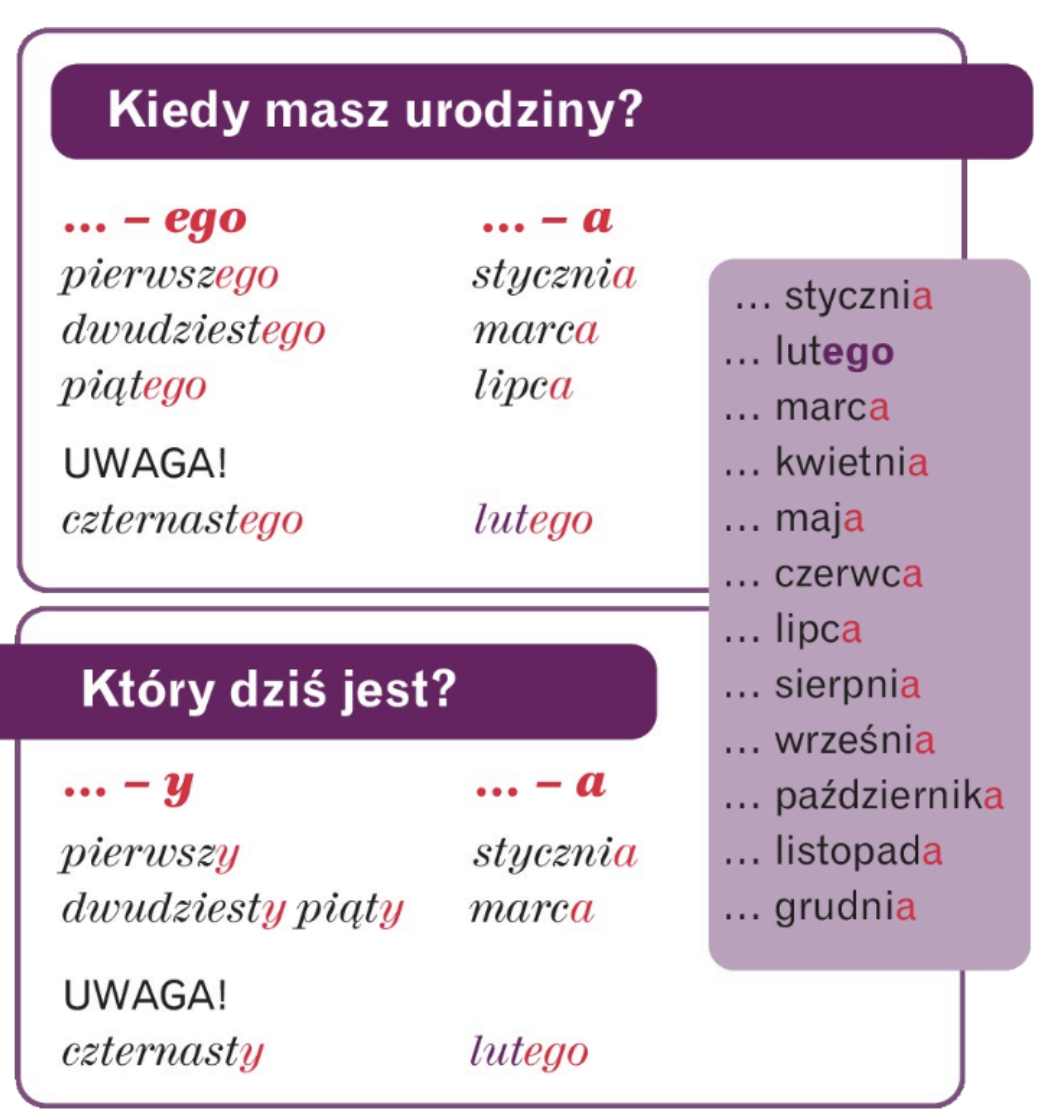 Kiedy masz urodziny?
... – ego ... – a
pierwszego stycznia
dwudziestego marca
piątego lipca
UWAGA!
czternastego lutego
... stycznia
... lutego
... marca
... kwietnia
... maja
... czerwca
... lipca
... sierpnia
... września
... października
... listopada
... grudnia
Który dziś jest?
... – y ... – a
pierwszy stycznia
dwudziesty piąty marca
UWAGA!
czternasty lutego